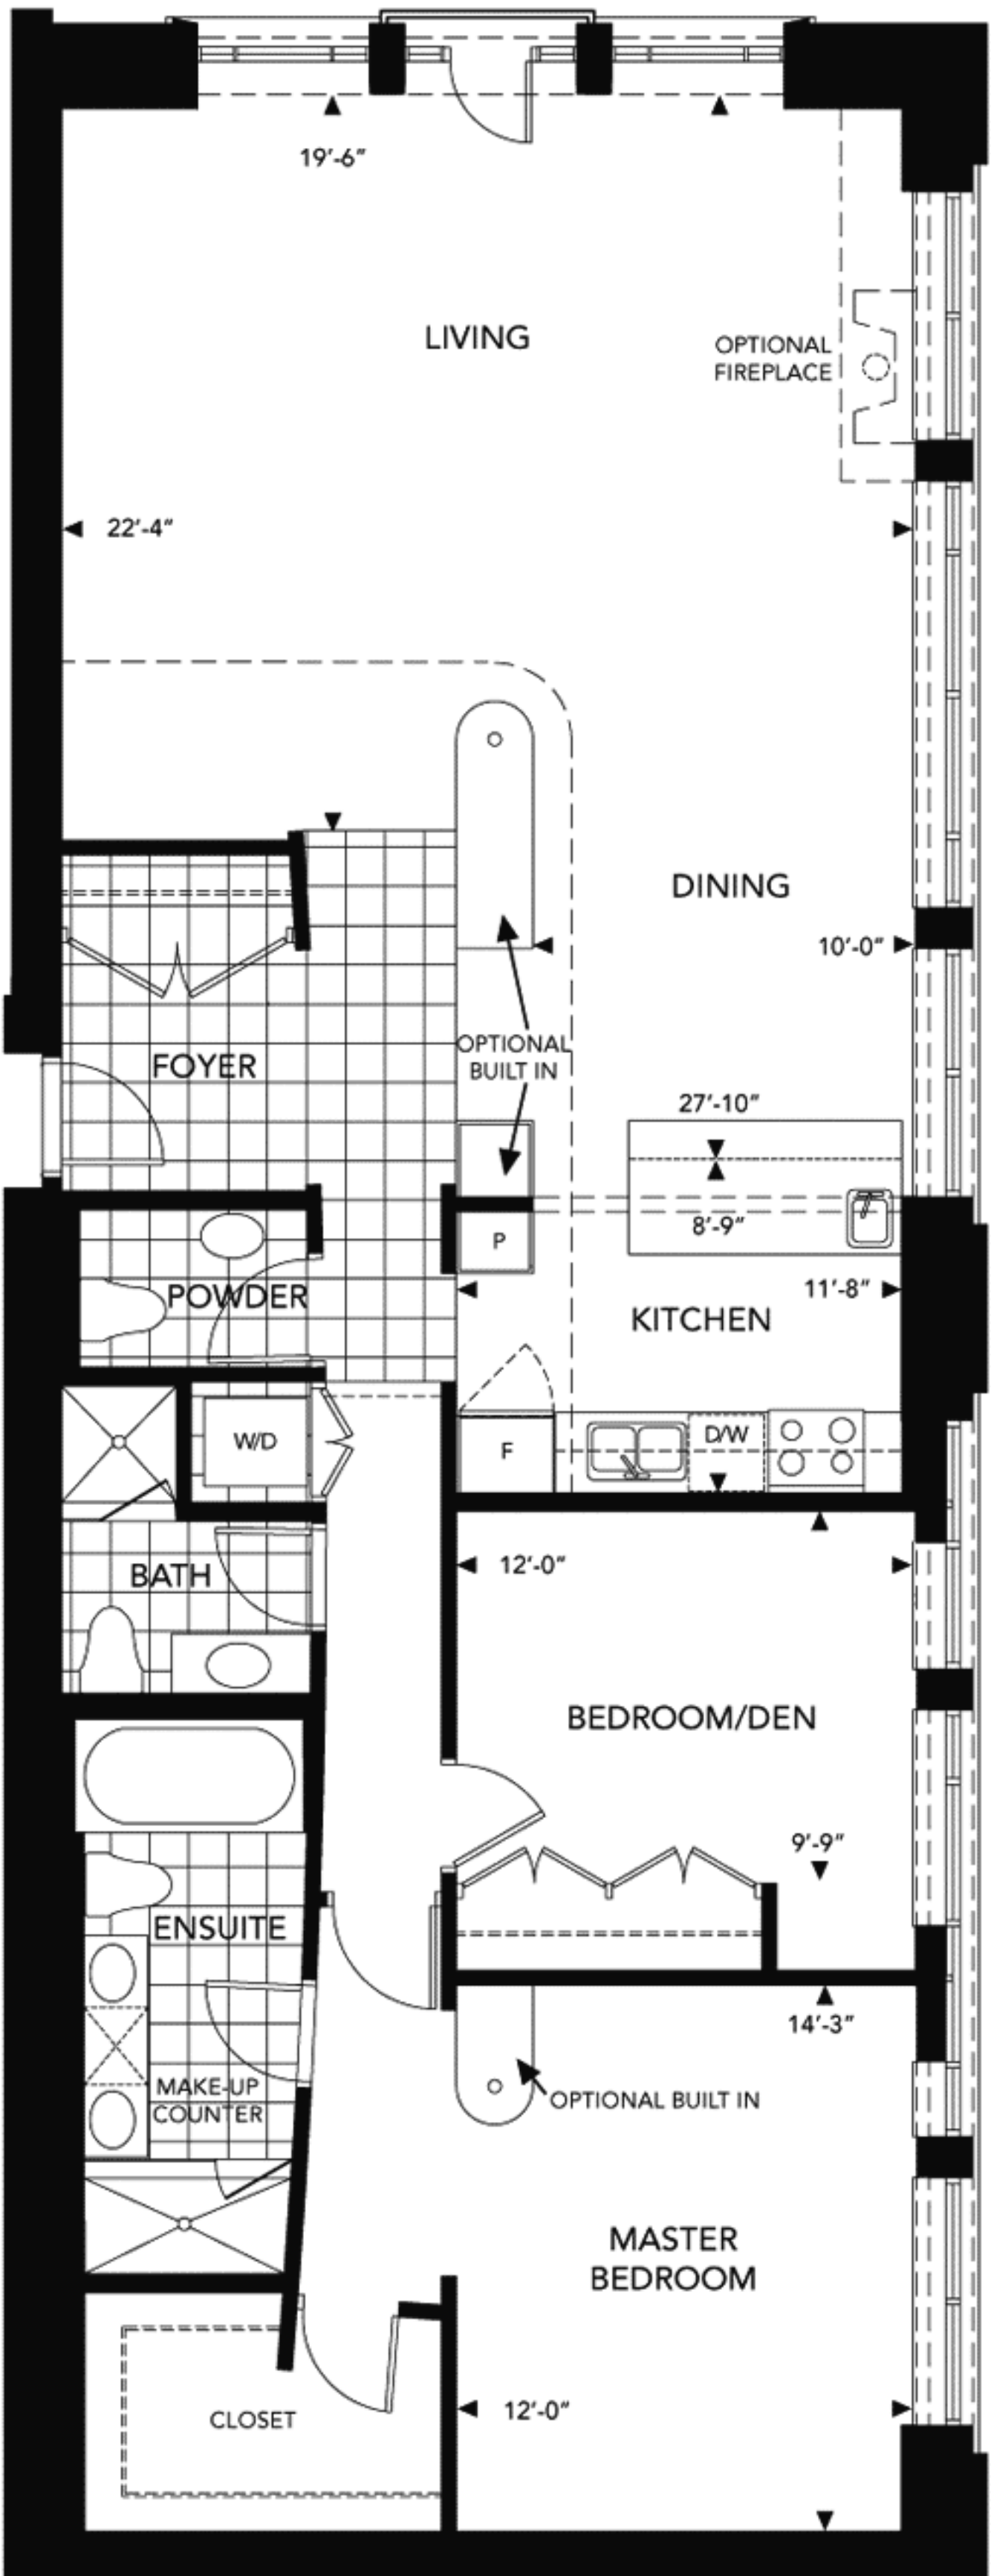 19'-6"
LIVING
OPTIONAL
FIREPLACE
22'-4"
DINING
10'-0"
OPTIONAL
BUILT IN
FOYER
27'-10"
8'-9"
P
POWDER
11'-8"
KITCHEN
W/D
F
D/W
12'-0"
BATH
BEDROOM/DEN
9'-9"
ENSUITE
14'-3"
MAKE-UP
COUNTER
OPTIONAL BUILT IN
MASTER
BEDROOM
12'-0"
CLOSET